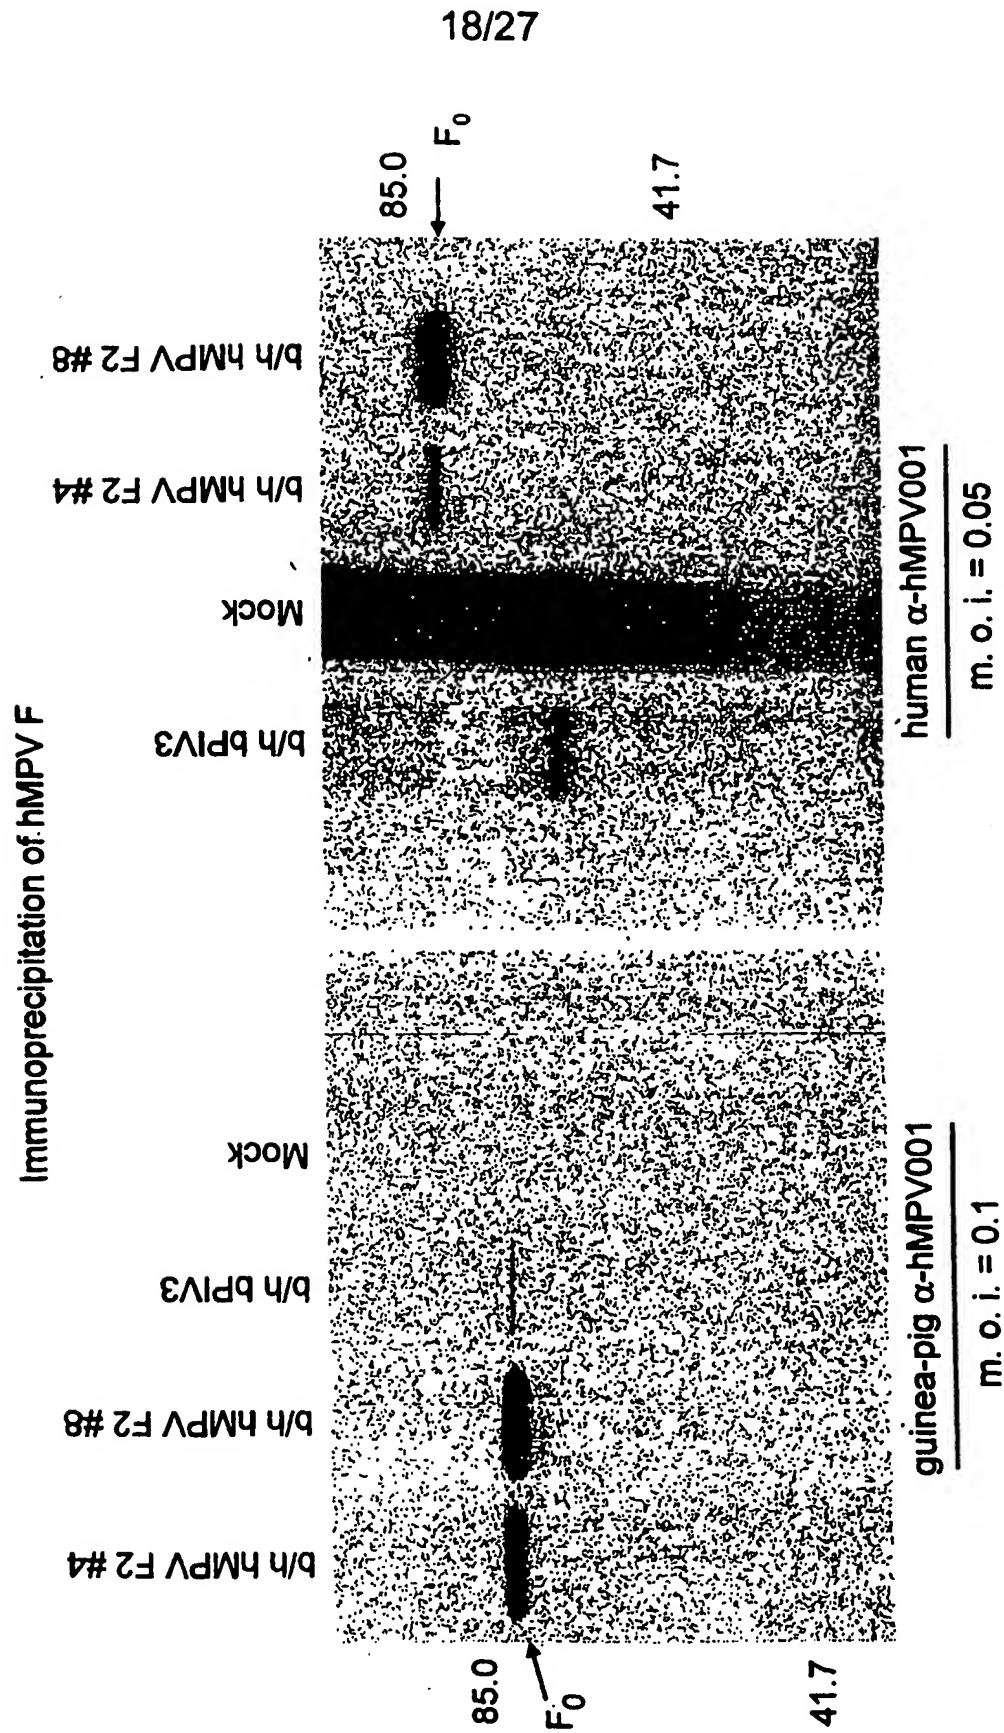 18/27
Immunoprecipitation of hMPV F
b/h hMPV F2 #4
b/h hMPV F2 #8
b/h bPIV3
Mock
b/h bPIV3
Mock
b/h hMPV F2 #4
b/h hMPV F2 #8
85.0
F0
41.7
85.0
F0
41.7
guinea-pig α-hMPV001
m. o. i. = 0.1
human α-hMPV001
m. o. i. = 0.05